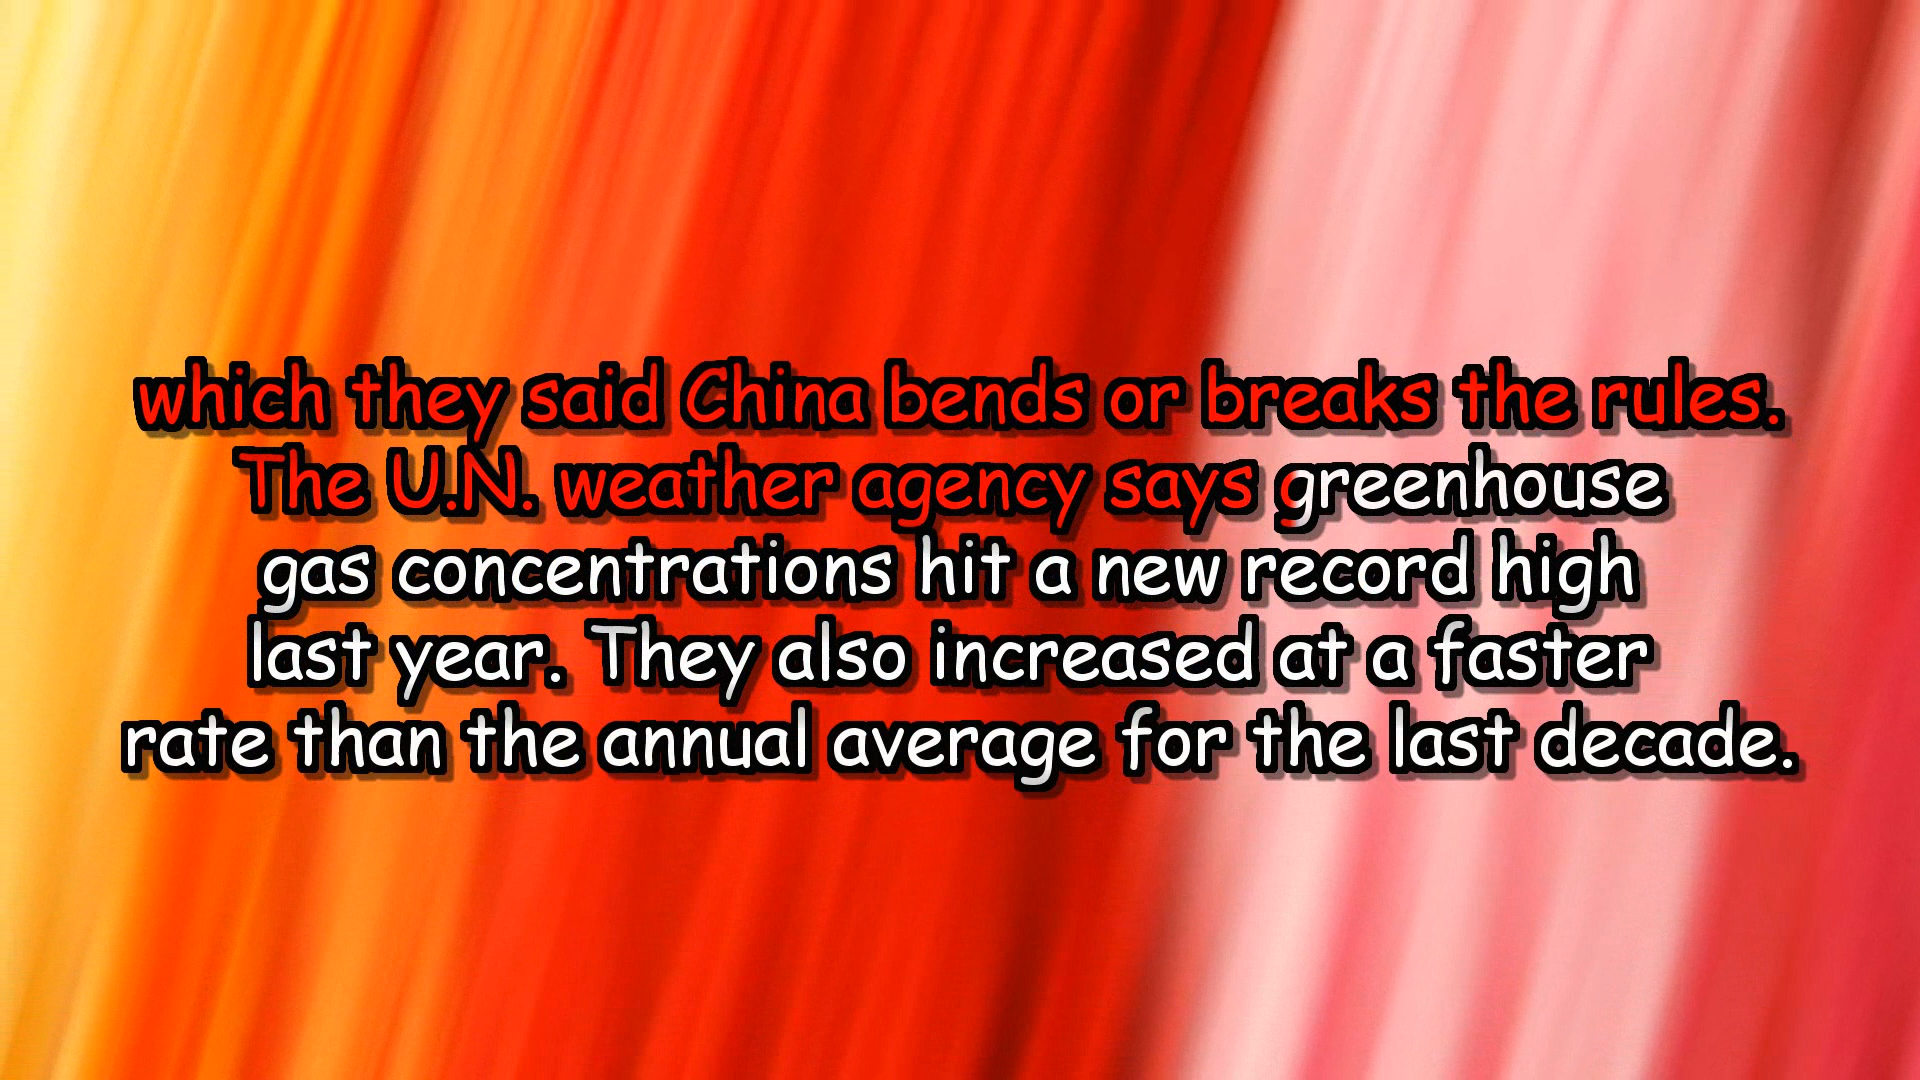 which they said China bends or breaks the rules.
The U.N. weather agency says greenhouse
gas concentrations hit a new record high
last year. They also increased at a faster
rate than the annual average for the last decade.